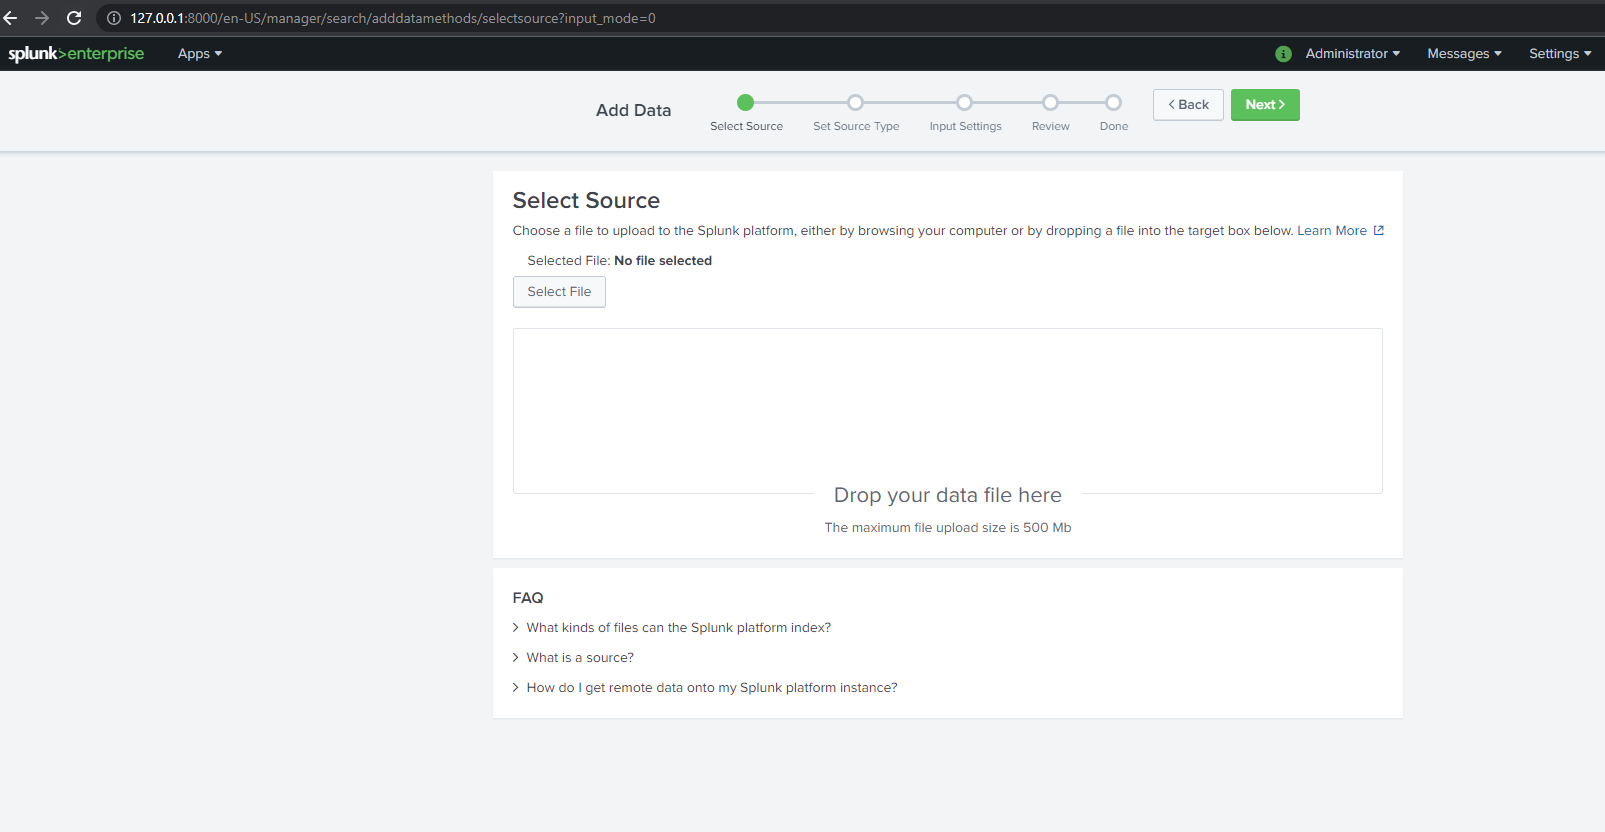 127.0.0.1:8000/en-US/manager/search/adddatamethods/selectsource?input_mode=0
splunk>enterprise Apps Administrator Messages Settings
Add Data
Select Source Set Source Type Input Settings Review Done
Back Next
Select Source
Choose a file to upload to the Splunk platform, either by browsing your computer or by dropping a file into the target box below. Learn More
Selected File: No file selected
Select File
Drop your data file here
The maximum file upload size is 500 Mb
FAQ
What kinds of files can the Splunk platform index?
What is a source?
How do I get remote data onto my Splunk platform instance?